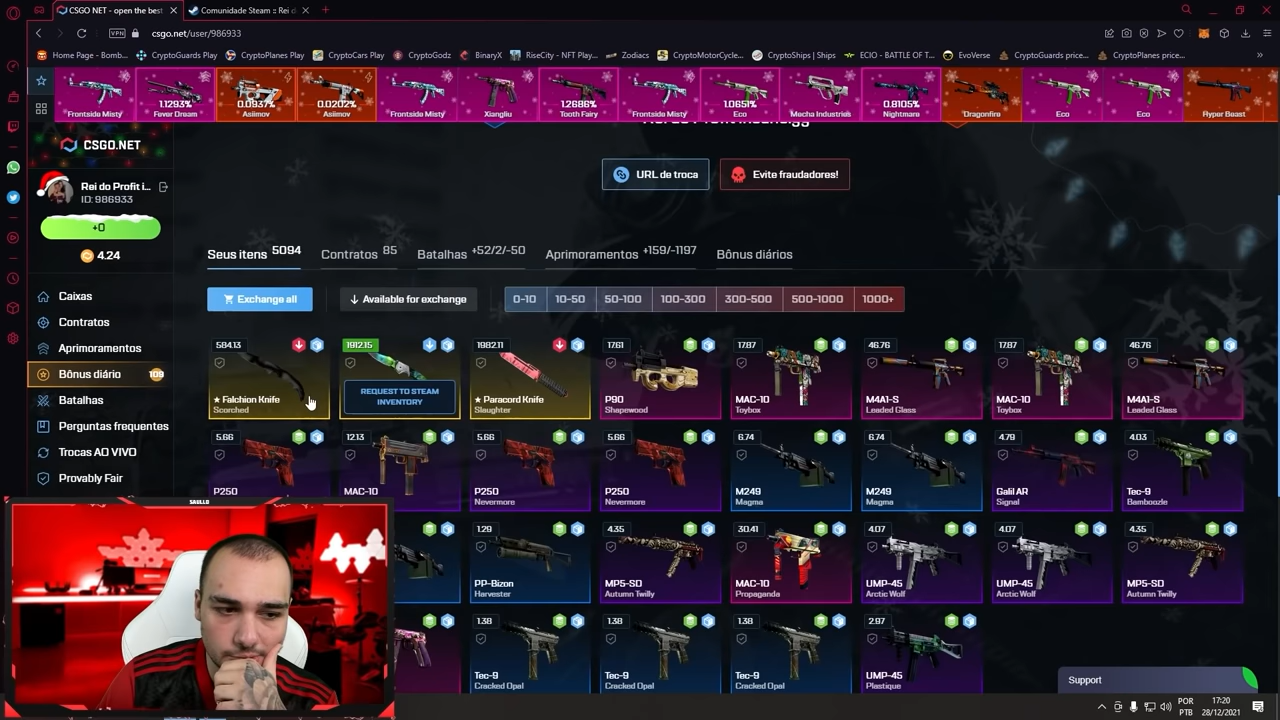 CSGO NET - open the best
Comunidade Steam :: Rei d
VPN
csgo.net/user/986933
Home Page - Bomb...
CryptoGuards Play
CryptoPlanes Play
CryptoCars Play
CryptoGodz
BinaryX
RiseCity - NFT Play...
Zodiacs
CryptoMotorCycle...
CryptoShips | Ships
ECIO - BATTLE OF T...
EvoVerse
CryptoGuards price...
CryptoPlanes price...
1.1293% 0.0937% 0.0202% 1.2686% 1.0651% 0.8105%
Frontside Misty Fever Dream Asiimov Asiimov Frontside Misty Xiangliu Tooth Fairy Frontside Misty Eco Mecha Industries Nightmare Dragonfire Eco Eco Hyper Beast
CSGO.NET
Rei do Profit i...
ID: 986933
+0
4.24
URL de troca
Evite fraudadores!
Seus itens 5094
Contratos 85
Batalhas +52/2/-50
Aprimoramentos +159/-1197
Bônus diários
Exchange all
Available for exchange
0-10 10-50 50-100 100-300 300-500 500-1000 1000+
Caixas
Contratos
Aprimoramentos
Bônus diário 109
Batalhas
Perguntas frequentes
Trocas AO VIVO
Provably Fair
584.13 1912.15 1982.11 17.61 17.87 46.76 17.87 46.76
REQUEST TO STEAM
INVENTORY
★ Falchion Knife ★ Paracord Knife P90 MAC-10 M4A1-S MAC-10 M4A1-S
Scorched Slaughter Shapewood Toybox Leaded Glass Toybox Leaded Glass
5.66 12.13 5.66 5.66 6.74 6.74 4.79 4.03
P250 MAC-10 P250 P250 M249 M249 Galil AR Tec-9
Nevermore Nevermore Magma Magma Signal Bamboozle
1.29 4.35 30.41 4.07 4.07 4.35
PP-Bizon MP5-SD MAC-10 UMP-45 UMP-45 MP5-SD
Harvester Autumn Twilly Propaganda Arctic Wolf Arctic Wolf Autumn Twilly
1.38 1.38 1.38 2.97
Tec-9 Tec-9 Tec-9 UMP-45
Cracked Opal Cracked Opal Cracked Opal Plastique
SAULLO
Support
POR
PTB
17:20
28/12/2021